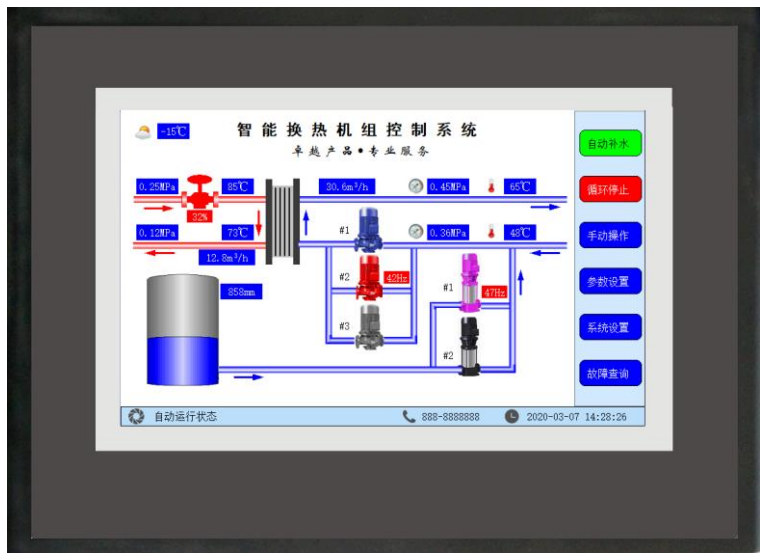 -15℃
智能换热机组控制系统
卓越产品•专业服务
自动补水
0.25MPa
85℃
30.6m³/h
0.45MPa
65℃
循环停止
32%
0.12MPa
73℃
#1
0.36MPa
48℃
手动操作
12.8m³/h
#2
42Hz
858mm
#1
47Hz
参数设置
#3
系统设置
#2
故障查询
自动运行状态
888-8888888
2020-03-07 14:28:26